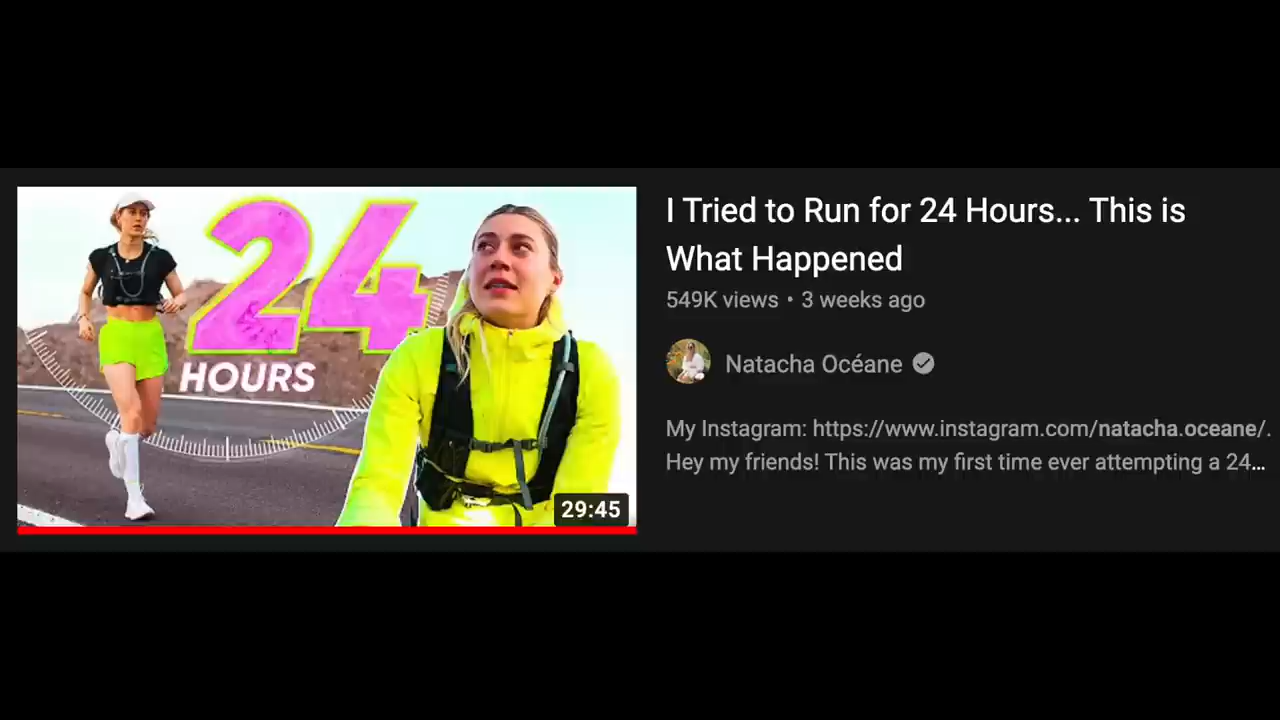 24
HOURS
29:45
I Tried to Run for 24 Hours... This is
What Happened
549K views • 3 weeks ago
Natacha Océane
My Instagram: https://www.instagram.com/natacha.oceane/.
Hey my friends! This was my first time ever attempting a 24...